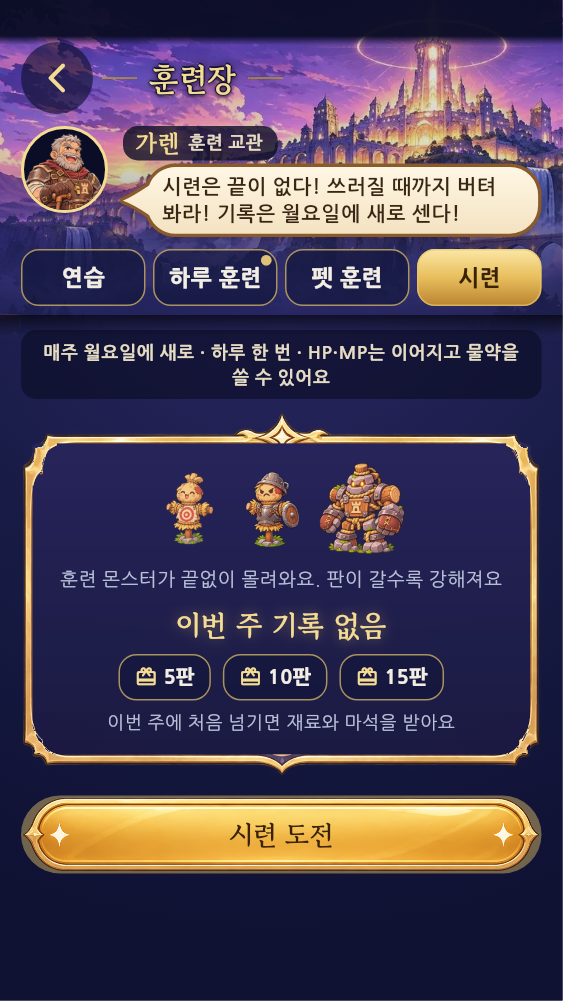 훈련장
가렌 훈련 교관
시련은 끝이 없다! 쓰러질 때까지 버텨
봐라! 기록은 월요일에 새로 센다!
연습
하루 훈련
펫 훈련
시련
매주 월요일에 새로 · 하루 한 번 · HP·MP는 이어지고 물약을
쓸 수 있어요
훈련 몬스터가 끝없이 몰려와요. 판이 갈수록 강해져요
이번 주 기록 없음
5판
10판
15판
이번 주에 처음 넘기면 재료와 마석을 받아요
시련 도전